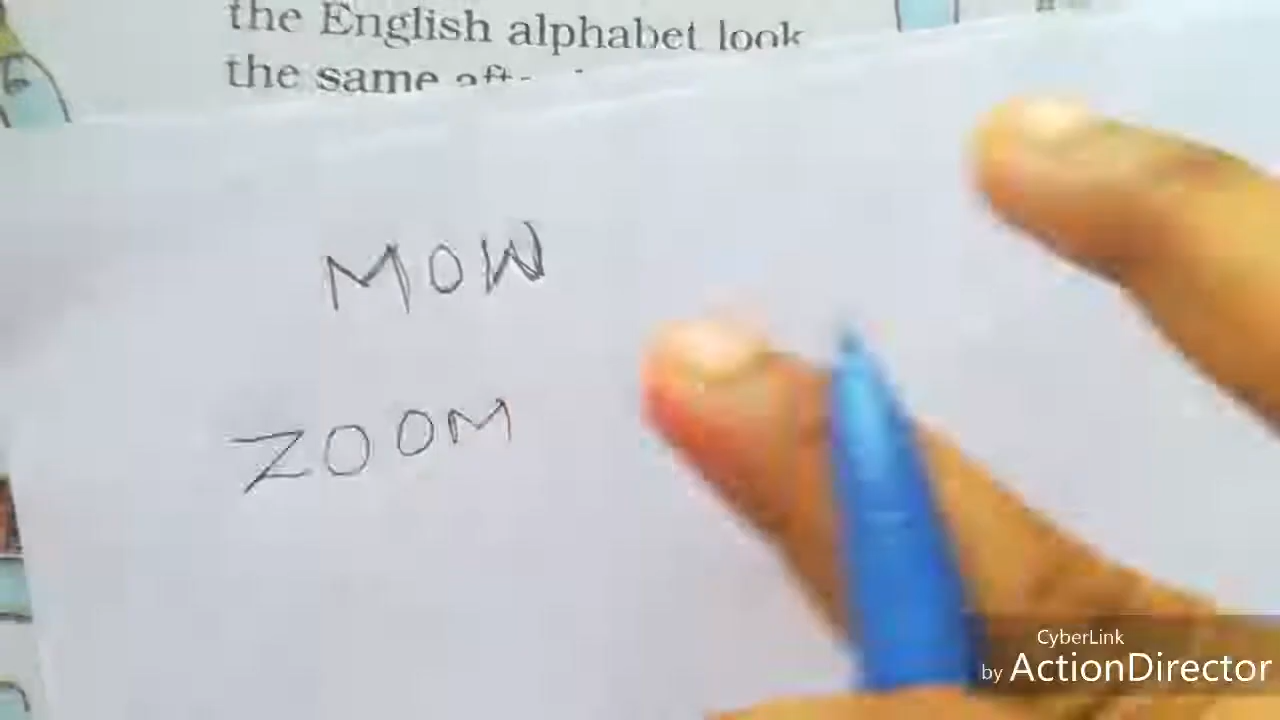 the English alphabet look
the same
MOW
ZOOM
CyberLink
by ActionDirector